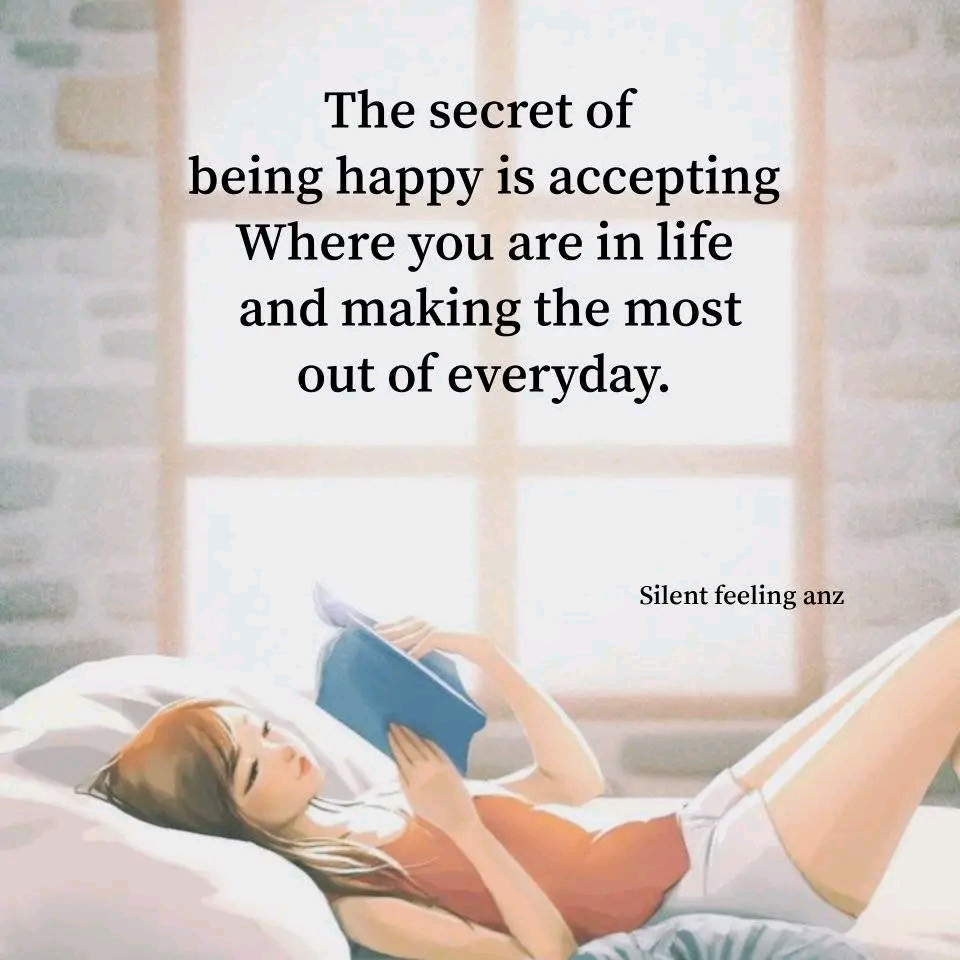 The secret of
being happy is accepting
Where you are in life
and making the most
out of everyday.
Silent feeling anz